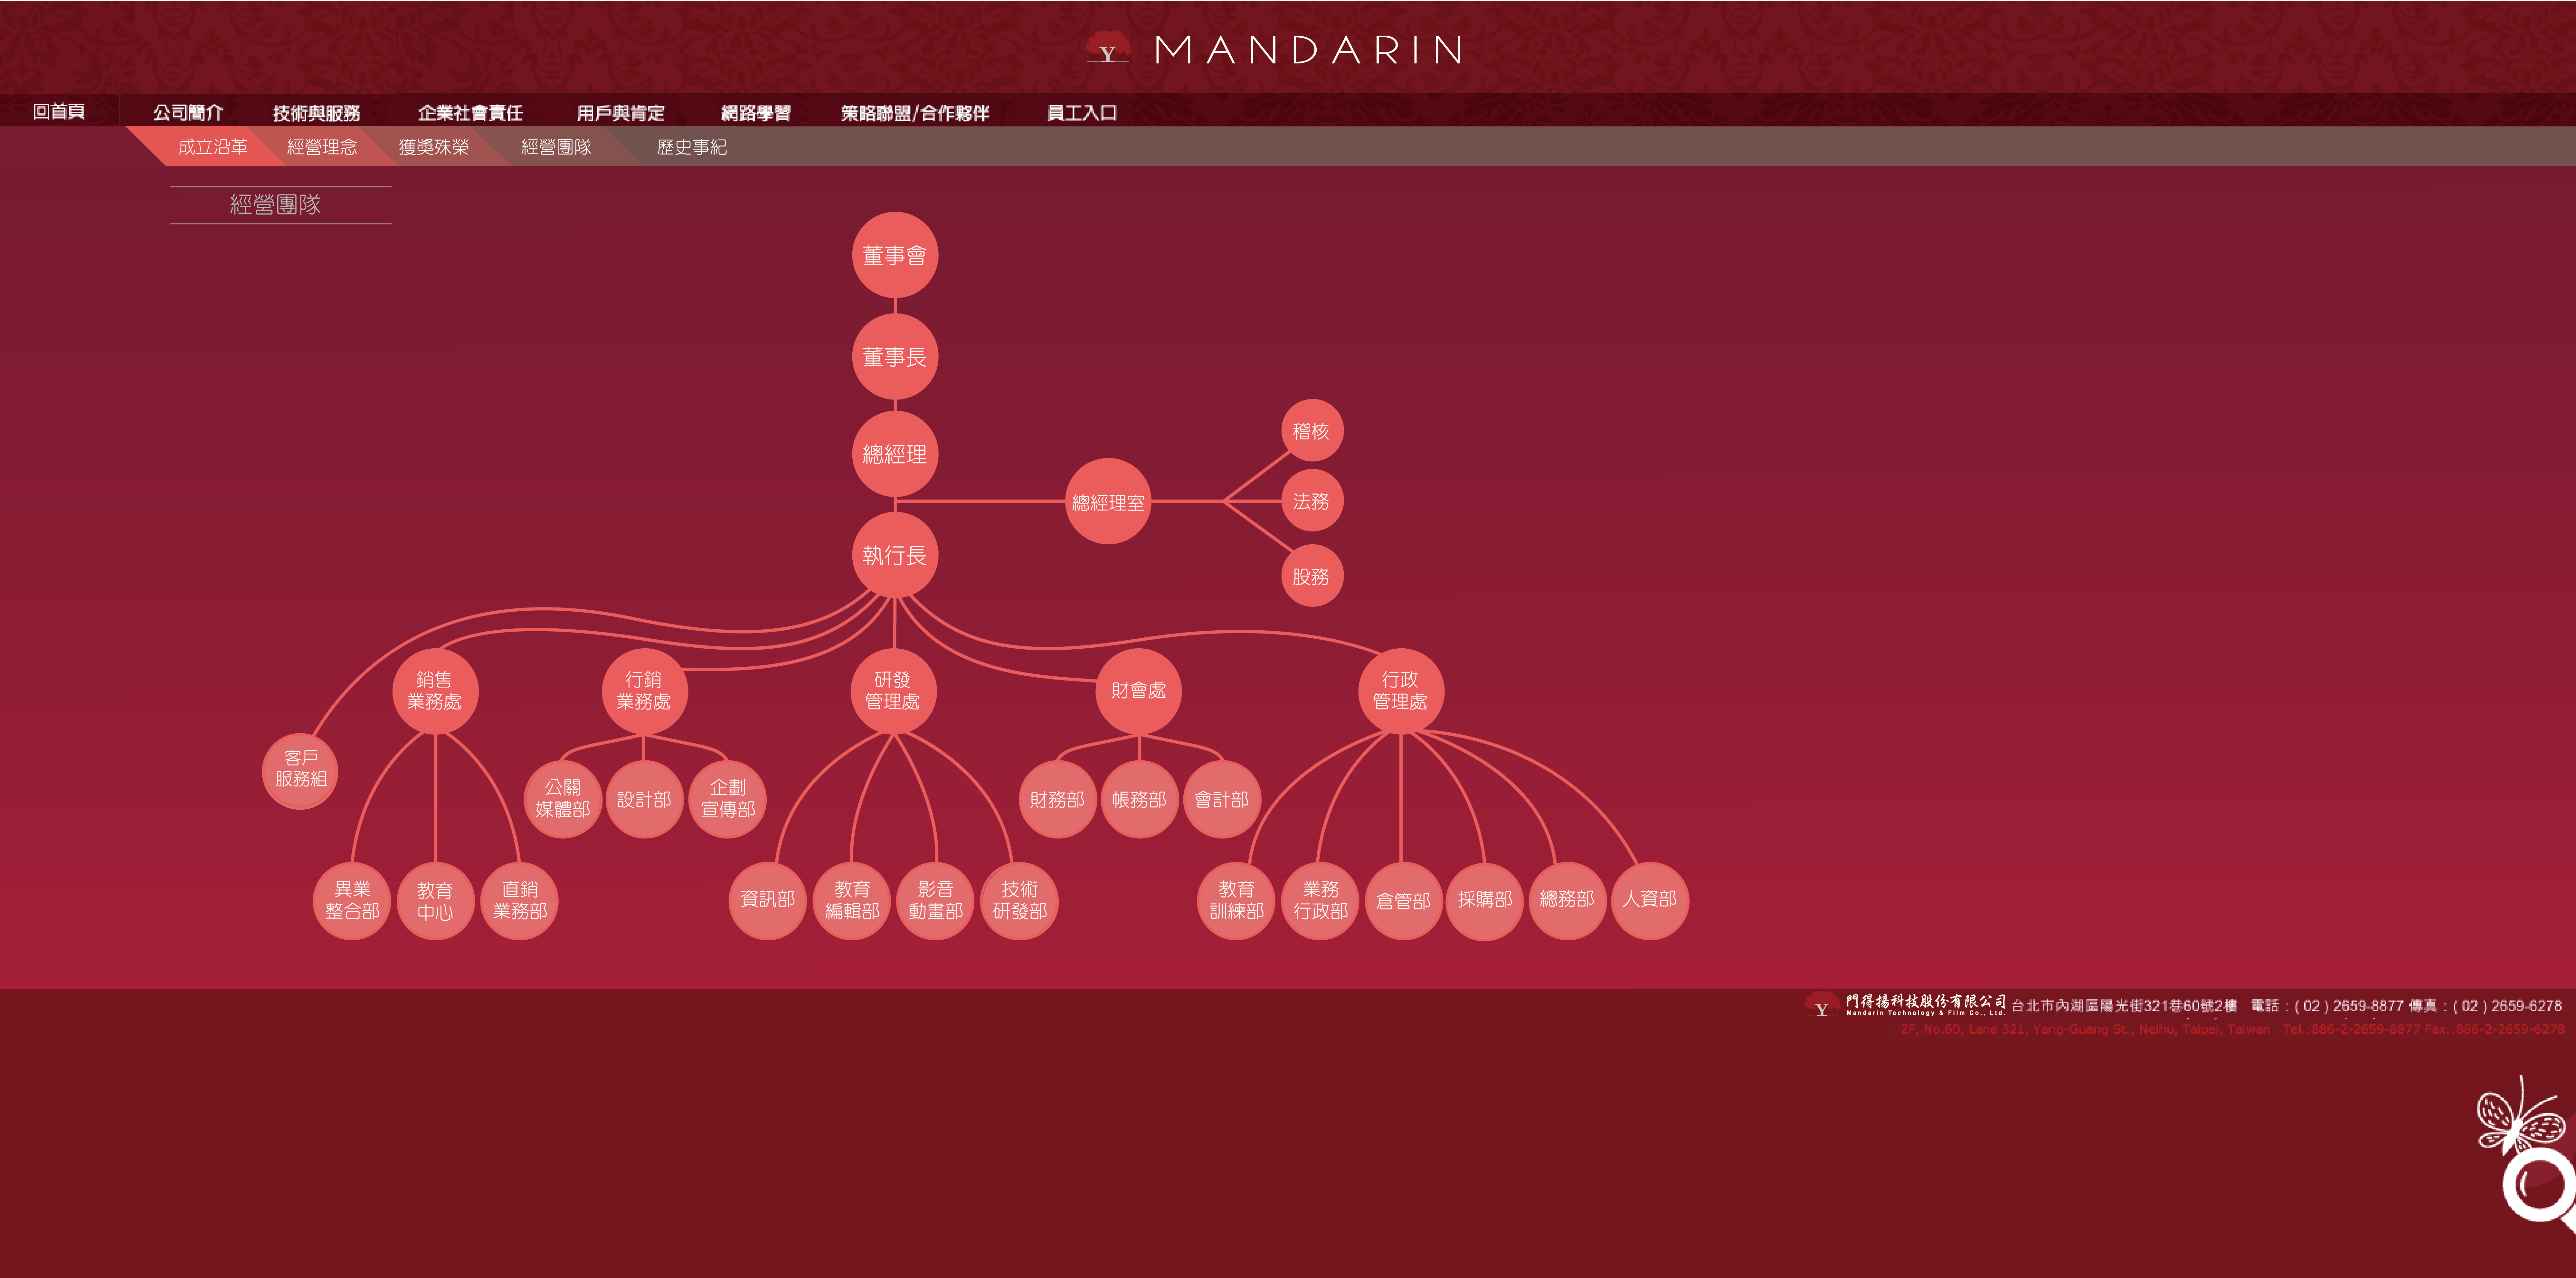 Y MANDARIN
回首頁 公司簡介 技術與服務 企業社會責任 用戶與肯定 網路學習 策略聯盟/合作夥伴 員工入口
成立沿革 經營理念 獲獎殊榮 經營團隊 歷史事紀
經營團隊
董事會
董事長
總經理
總經理室
稽核
法務
股務
執行長
客戶
服務組
銷售
業務處
行銷
業務處
研發
管理處
財會處
行政
管理處
公關
媒體部
設計部
企劃
宣傳部
財務部
帳務部
會計部
異業
整合部
教育
中心
直銷
業務部
資訊部
教育
編輯部
影音
動畫部
技術
研發部
教育
訓練部
業務
行政部
倉管部
採購部
總務部
人資部
Y 門得揚科技股份有限公司 台北市內湖區陽光街321巷60號2樓 電話：( 02 ) 2659-8877 傳真：( 02 ) 2659-6278
Mandarin Technology & Film Co., Ltd.
2F, No.60, Lane 321, Yang-Guang St., Neihu, Taipei, Taiwan Tel.:886-2-2659-8877 Fax.:886-2-2659-6278